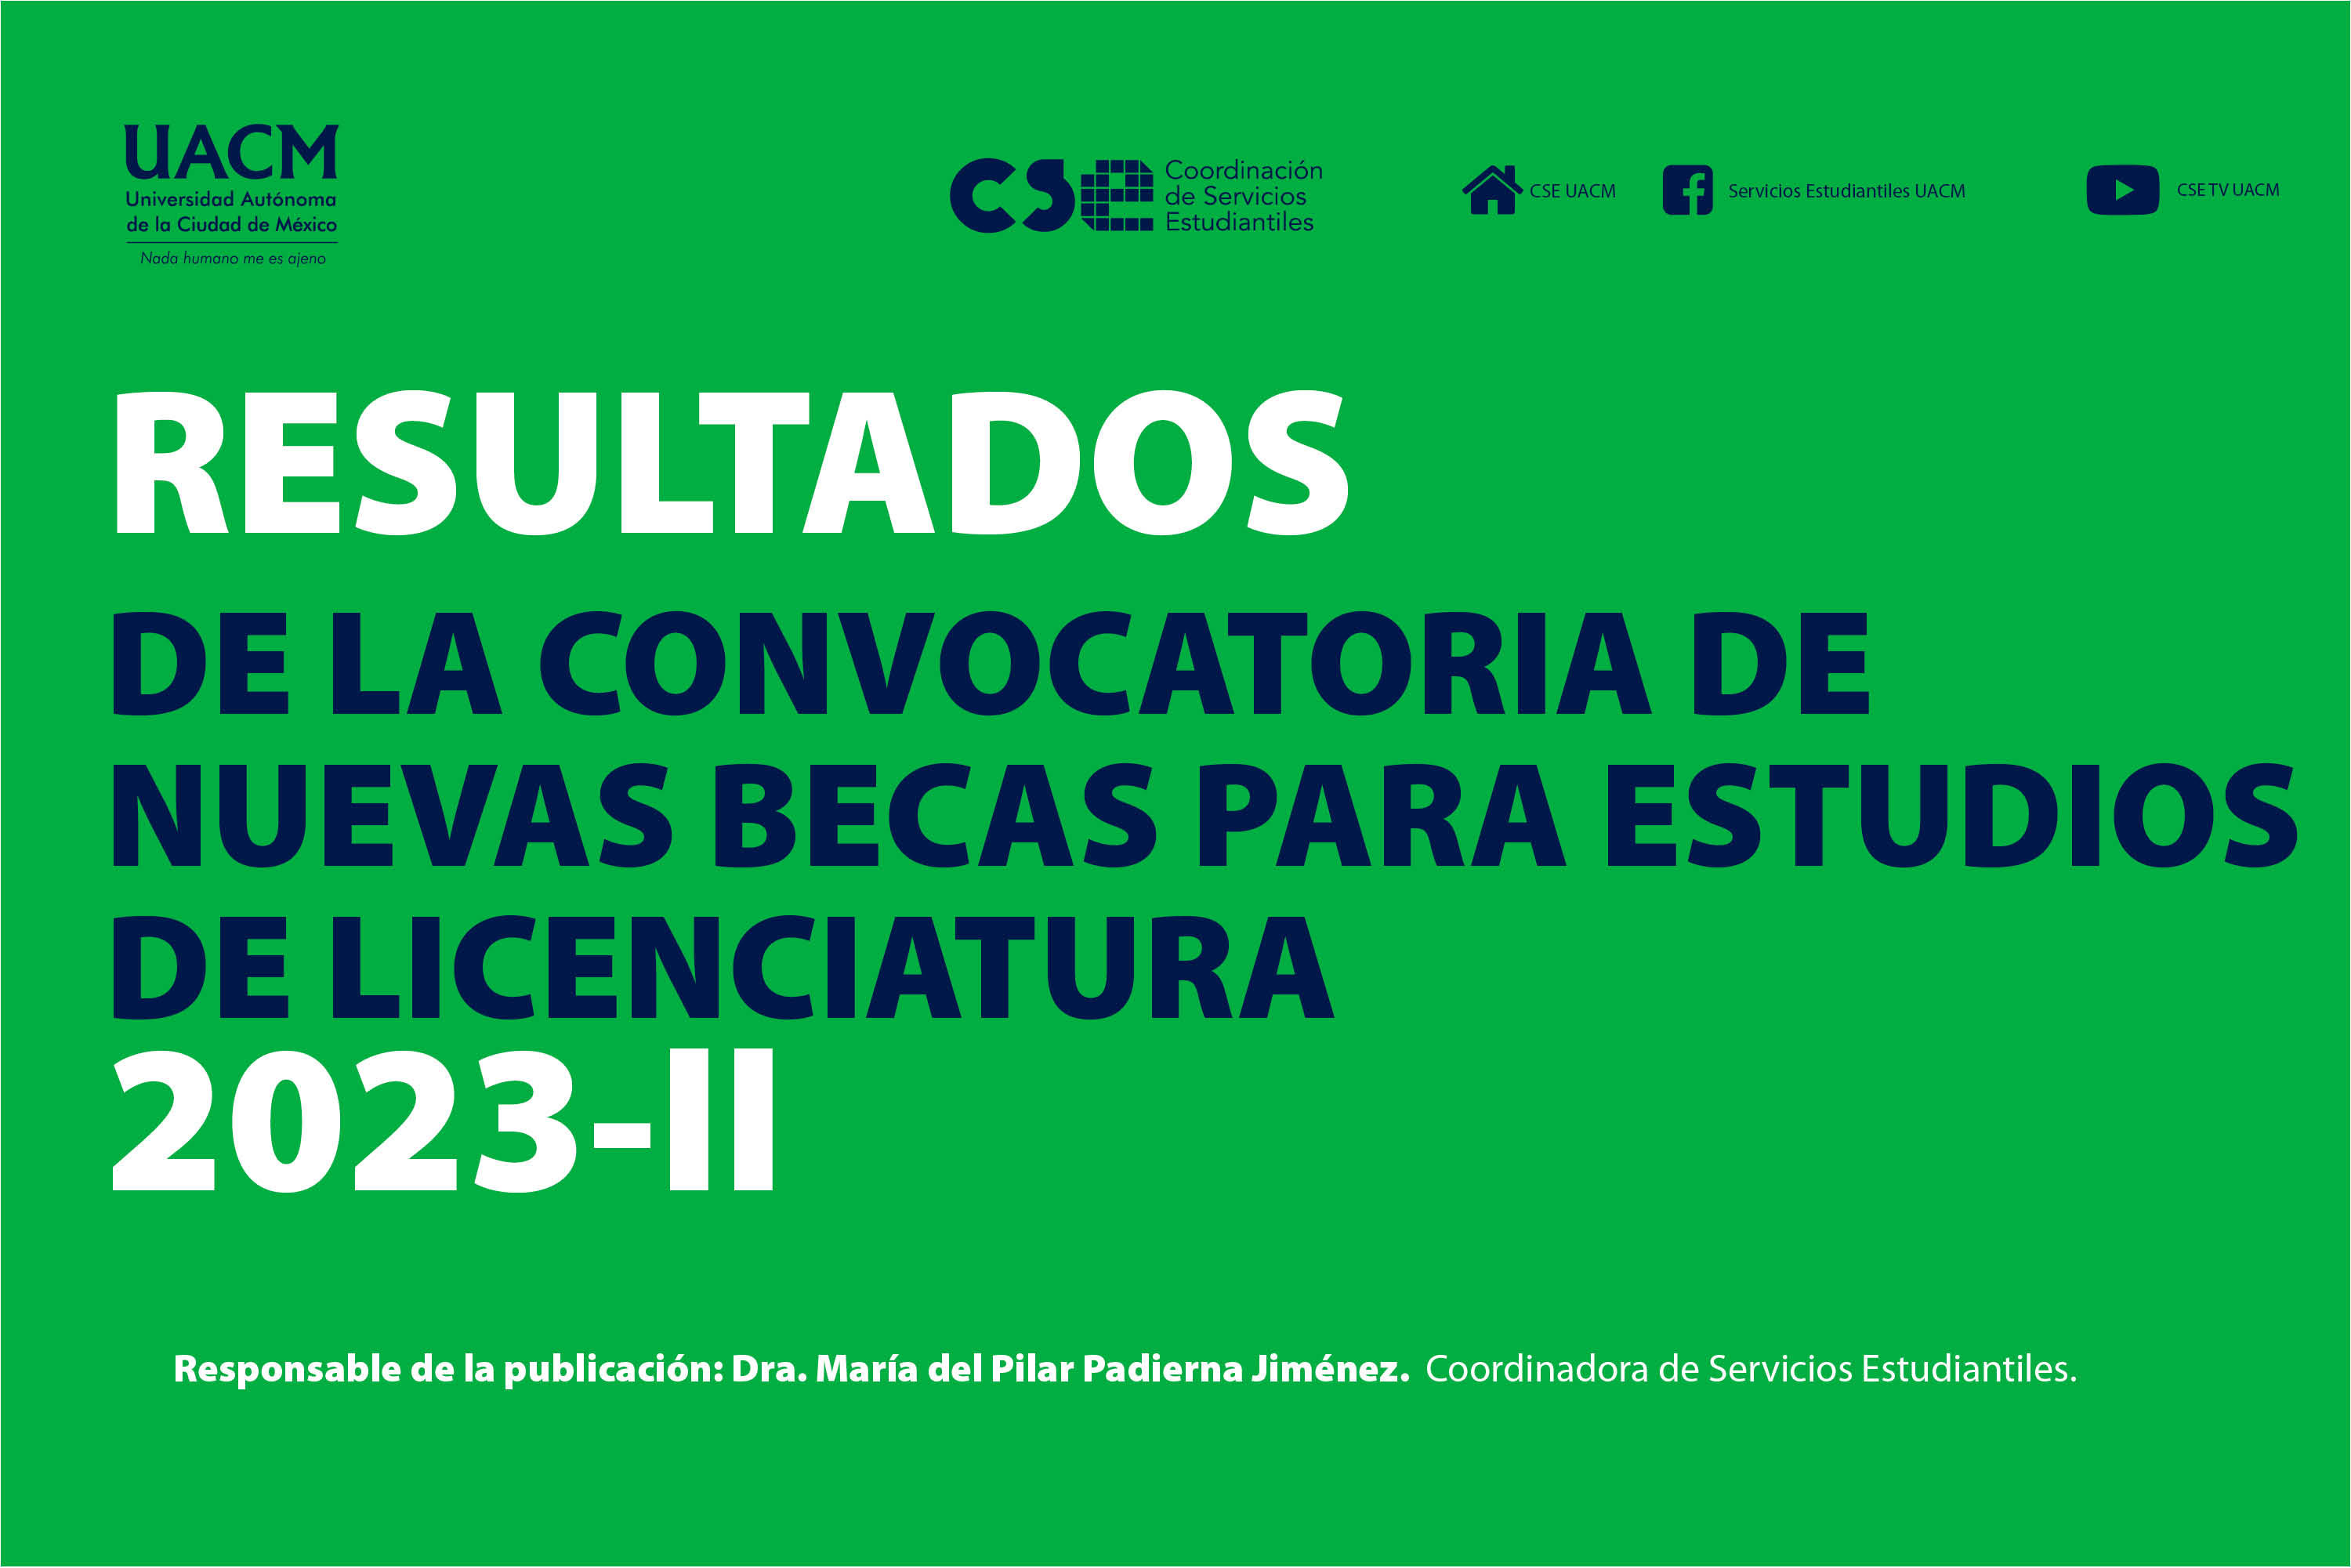 UACM
Universidad Autónoma
de la Ciudad de México
Nada humano me es ajeno
cse
Coordinación
de Servicios
Estudiantiles
CSE UACM
Servicios Estudiantiles UACM
CSE TV UACM
RESULTADOS
DE LA CONVOCATORIA DE
NUEVAS BECAS PARA ESTUDIOS
DE LICENCIATURA
2023-II
Responsable de la publicación: Dra. María del Pilar Padierna Jiménez. Coordinadora de Servicios Estudiantiles.